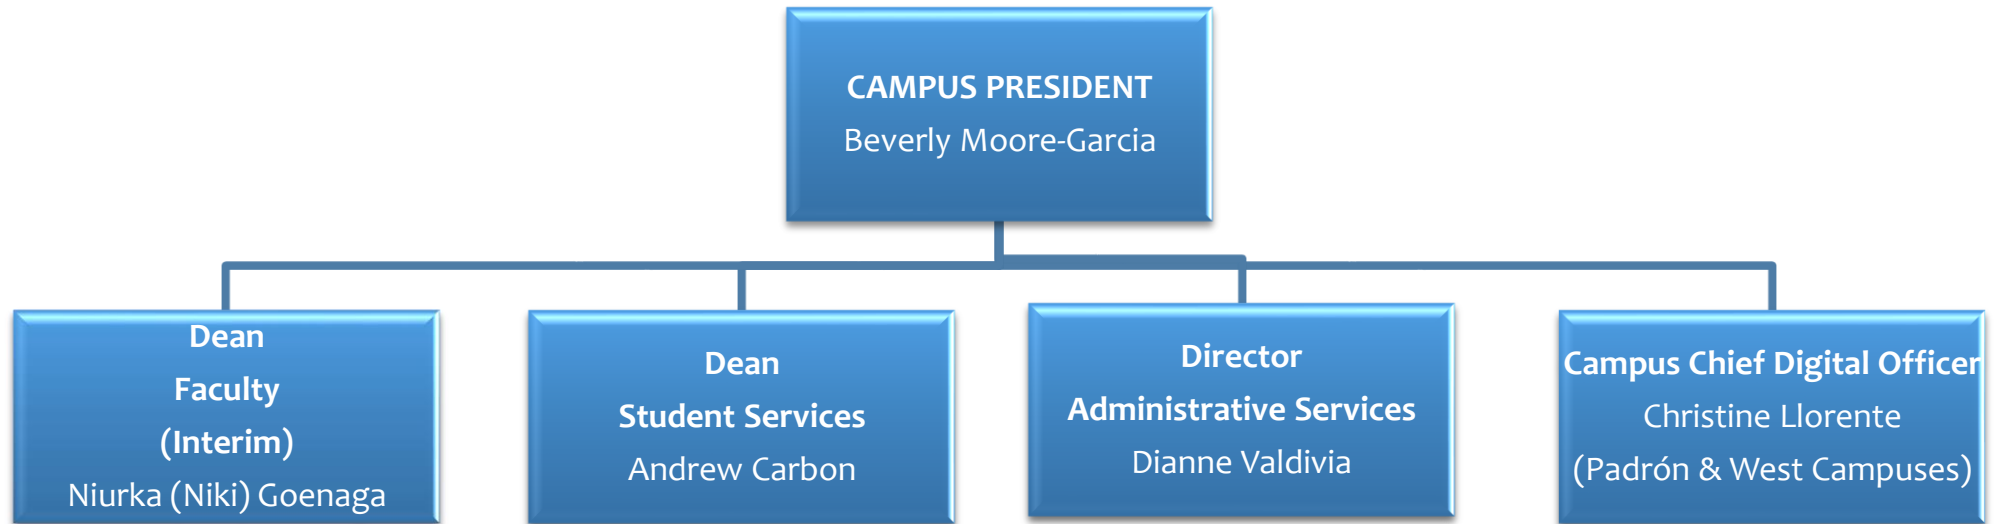 CAMPUS PRESIDENT
Beverly Moore-Garcia
Dean
Faculty
(Interim)
Niurka (Niki) Goenaga
Dean
Student Services
Andrew Carbon
Director
Administrative Services
Dianne Valdivia
Campus Chief Digital Officer
Christine Llorente
(Padrón & West Campuses)